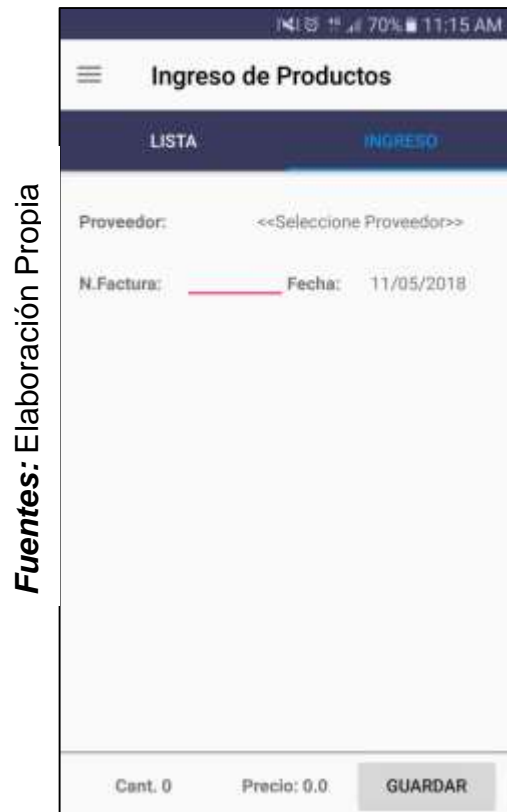 70% 11:15 AM
Ingreso de Productos
LISTA INGRESO
Proveedor: <<Seleccione Proveedor>>
N.Factura: Fecha: 11/05/2018
Cant. 0 Precio: 0.0 GUARDAR
Fuentes: Elaboración Propia